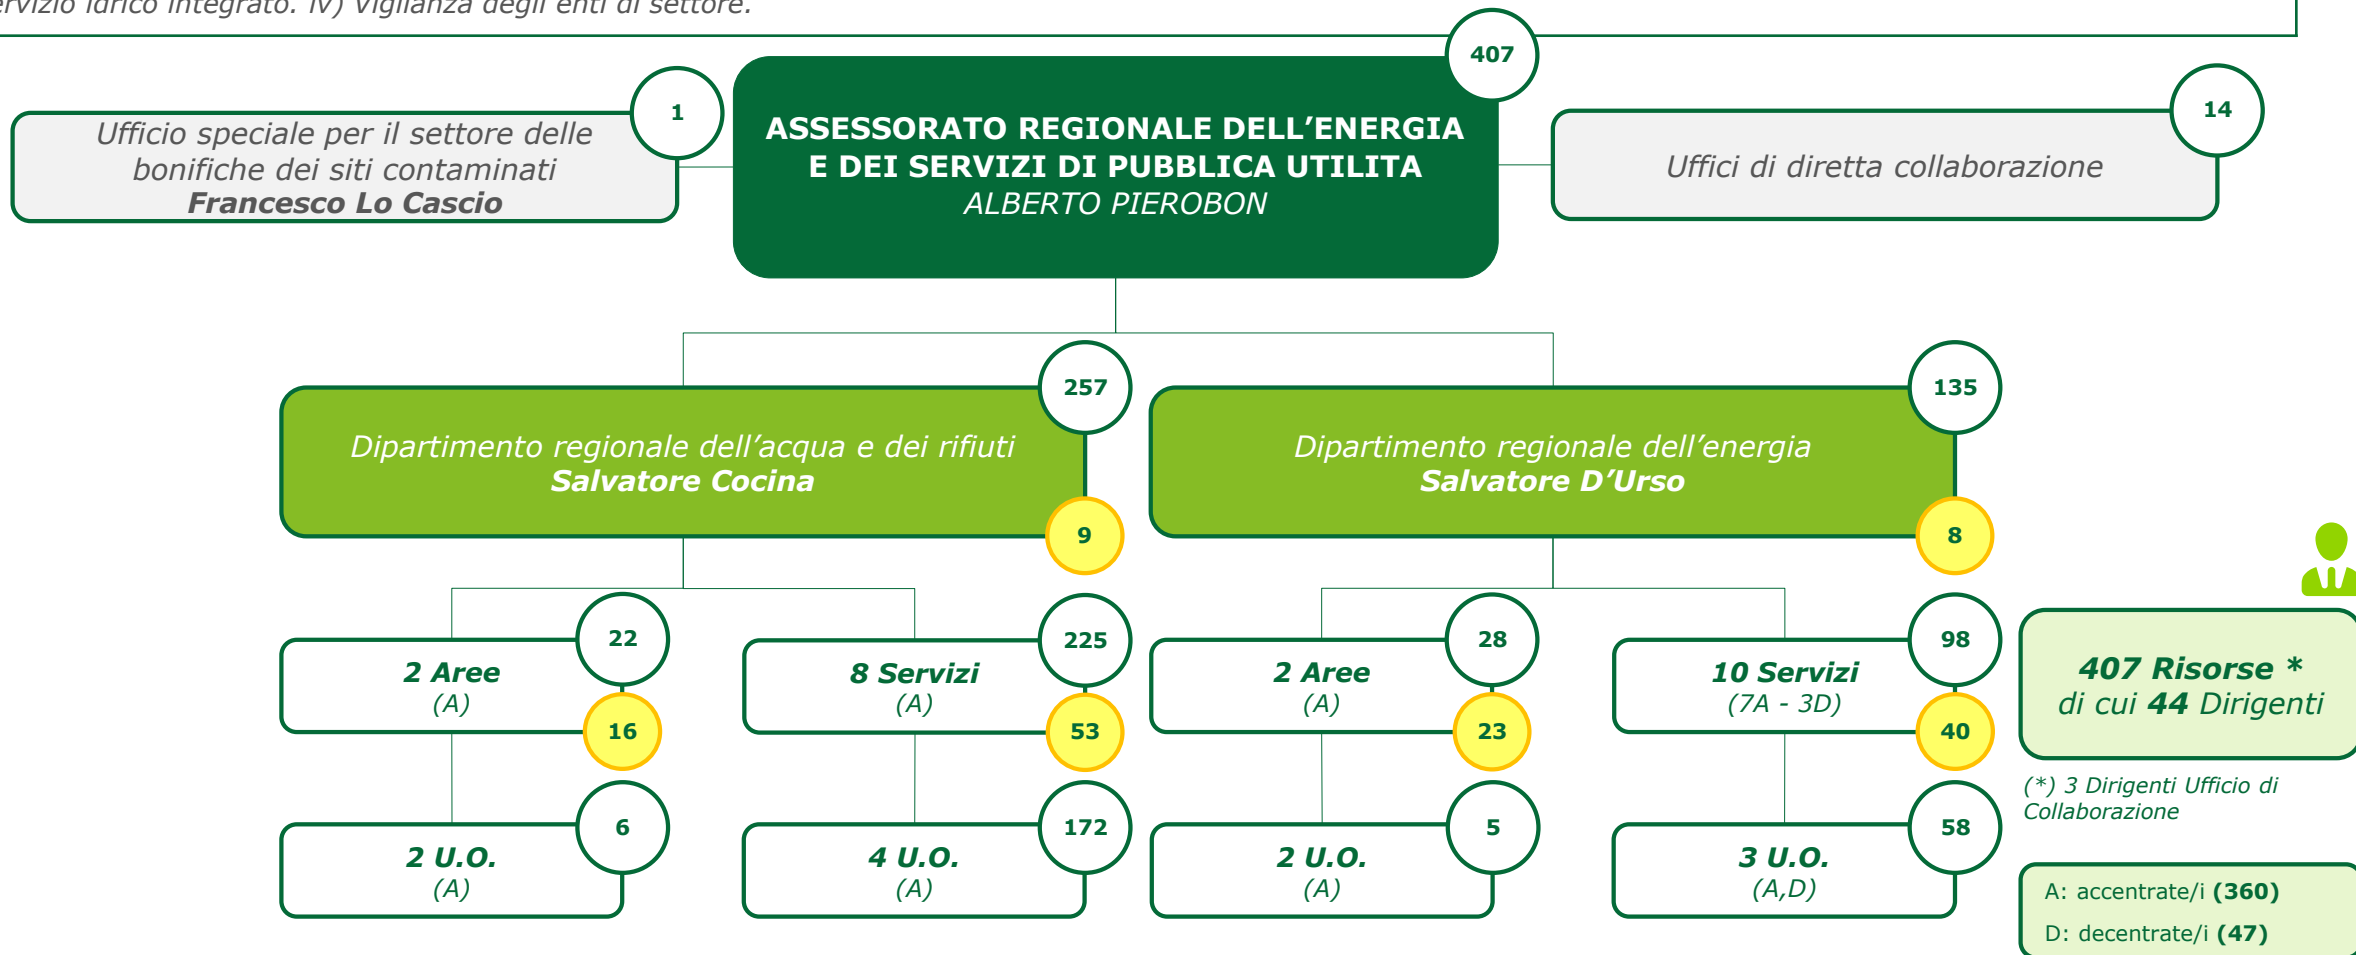 servizio idrico integrato. iv) Vigilanza degli enti di settore.
407
1
14
Ufficio speciale per il settore delle
bonifiche dei siti contaminati
Francesco Lo Cascio
ASSESSORATO REGIONALE DELL’ENERGIA
E DEI SERVIZI DI PUBBLICA UTILITA
ALBERTO PIEROBON
Uffici di diretta collaborazione
257
135
Dipartimento regionale dell’acqua e dei rifiuti
Salvatore Cocina
Dipartimento regionale dell’energia
Salvatore D’Urso
9
8
22
225
28
98
2 Aree
(A)
8 Servizi
(A)
2 Aree
(A)
10 Servizi
(7A - 3D)
407 Risorse *
di cui 44 Dirigenti
16
53
23
40
(*) 3 Dirigenti Ufficio di
Collaborazione
6
172
5
58
2 U.O.
(A)
4 U.O.
(A)
2 U.O.
(A)
3 U.O.
(A,D)
A: accentrate/i (360)
D: decentrate/i (47)